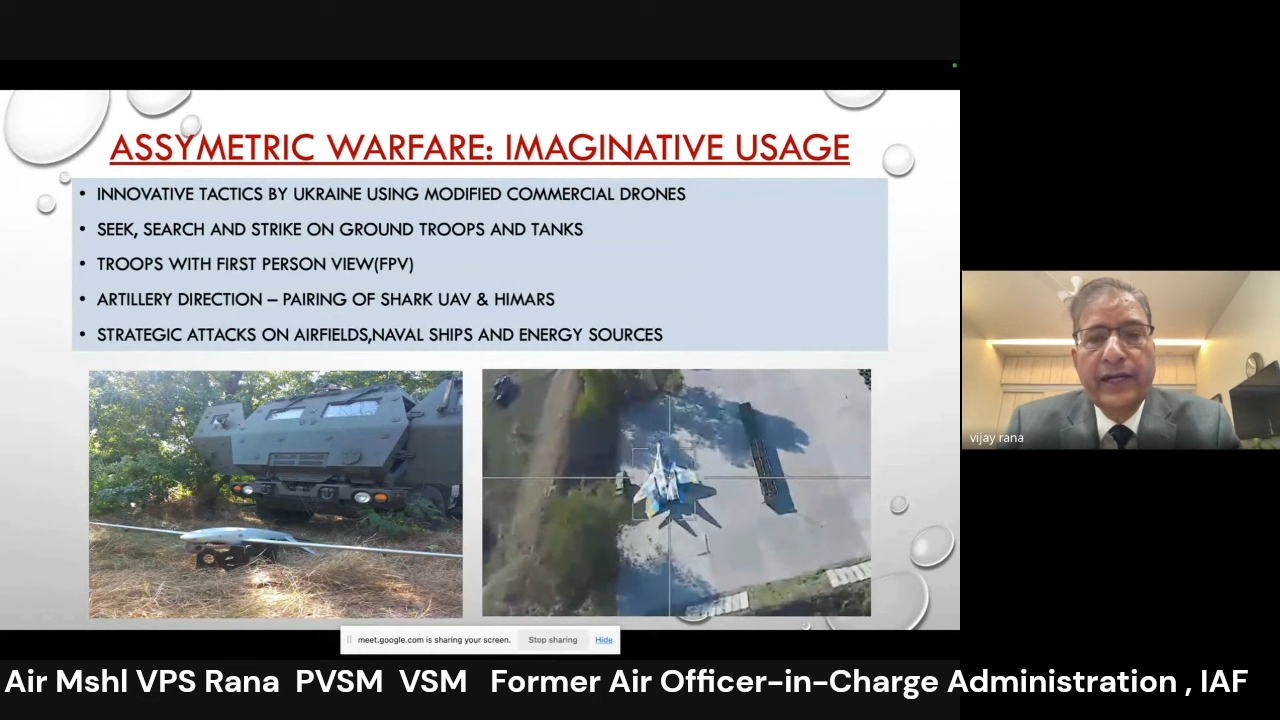 ASSYMETRIC WARFARE: IMAGINATIVE USAGE
• INNOVATIVE TACTICS BY UKRAINE USING MODIFIED COMMERCIAL DRONES
• SEEK, SEARCH AND STRIKE ON GROUND TROOPS AND TANKS
• TROOPS WITH FIRST PERSON VIEW(FPV)
• ARTILLERY DIRECTION – PAIRING OF SHARK UAV & HIMARS
• STRATEGIC ATTACKS ON AIRFIELDS,NAVAL SHIPS AND ENERGY SOURCES
vijay rana
meet.google.com is sharing your screen. Stop sharing Hide
Air Mshl VPS Rana PVSM VSM Former Air Officer-in-Charge Administration , IAF